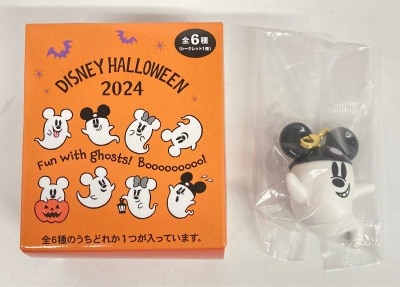 全6種
(シークレット1種)
DISNEY HALLOWEEN
2024
Fun with ghosts! Booooooooo!
全6種のうちどれか1つが入っています。